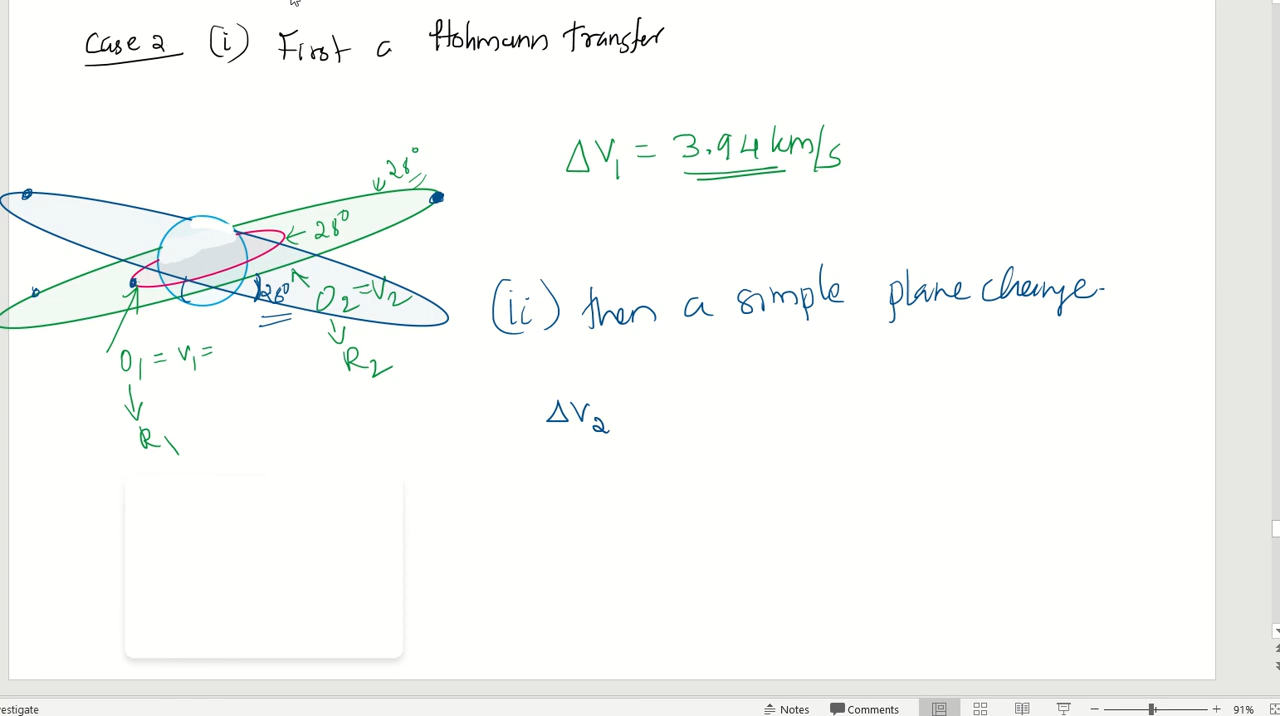 Case 2 (i) First a Hohmann transfer
ΔV₁ = 3.94 km/s
28°
28°
28°
O₂ = V₂
R₂
O₁ = V₁ =
R₁
(ii) then a simple plane change.
ΔV₂
estigate
Notes
Comments
91%